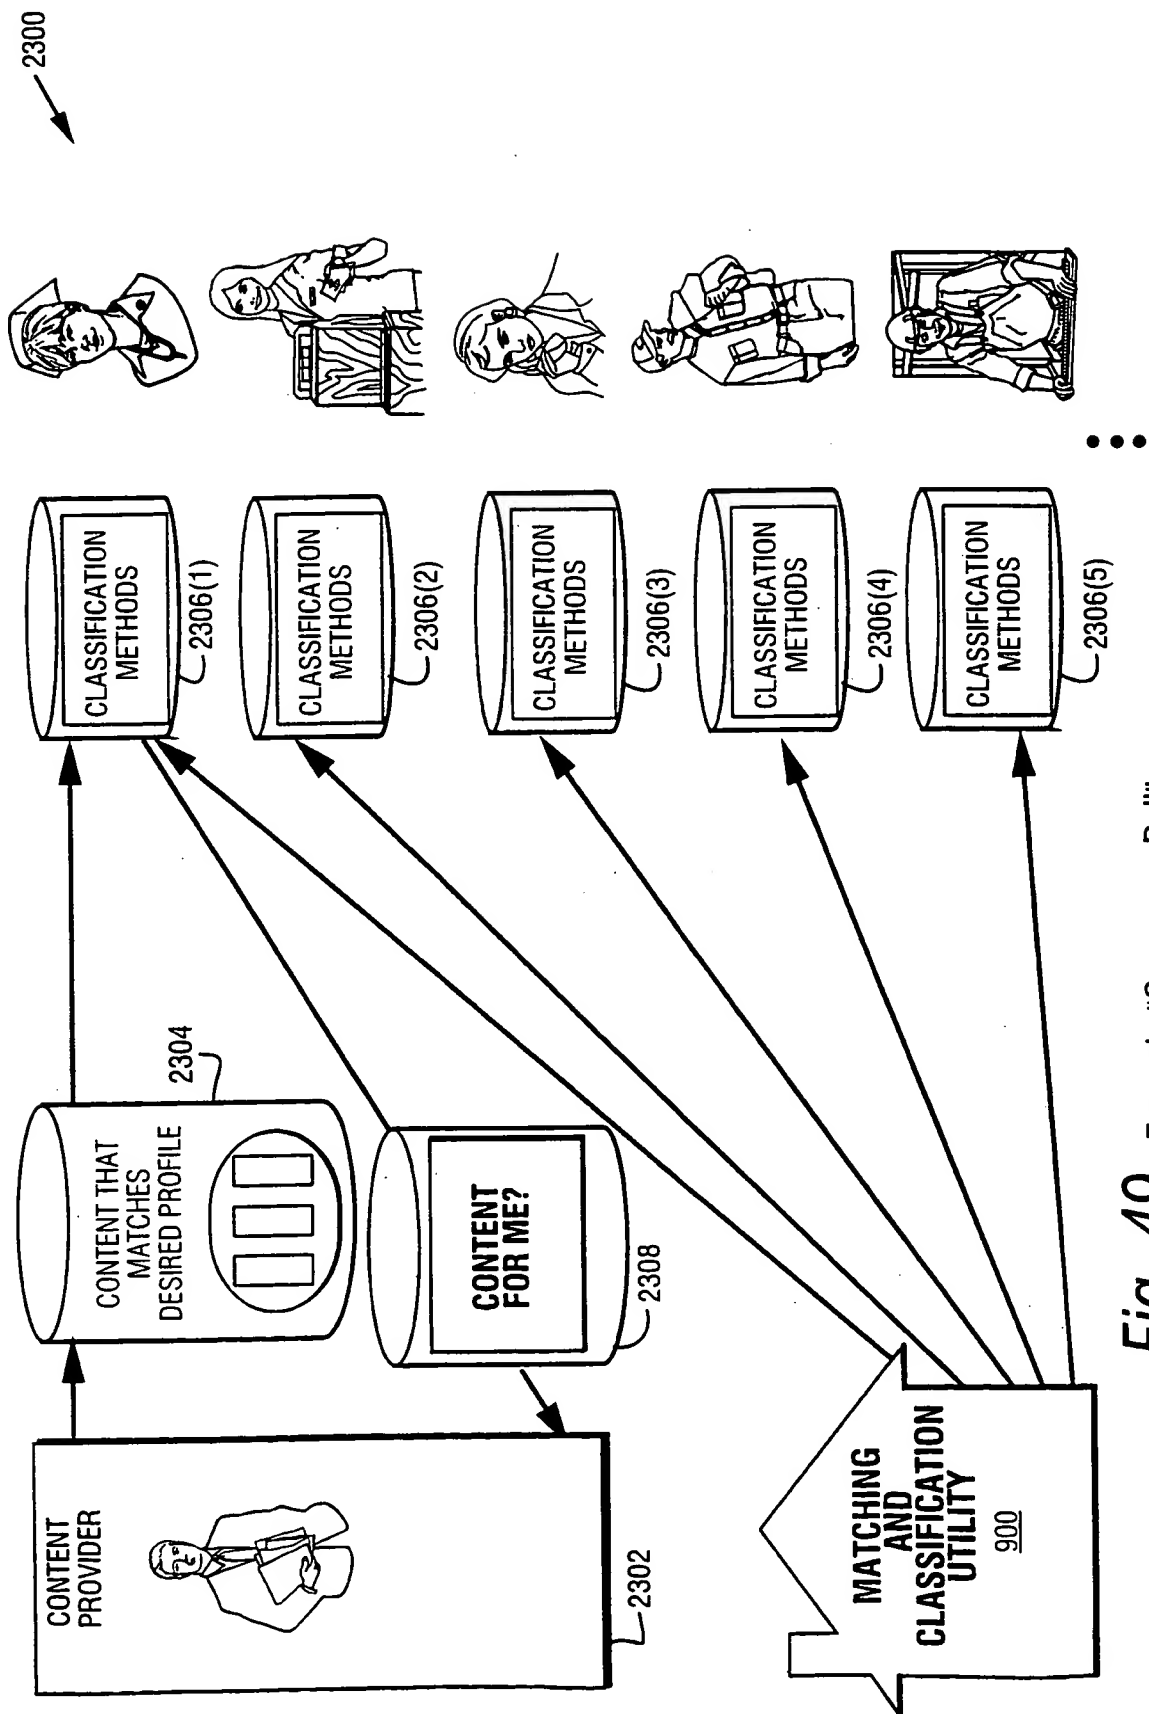 2300
CONTENT
PROVIDER
2302
CONTENT THAT
MATCHES
DESIRED PROFILE
2304
CONTENT
FOR ME?
2308
CLASSIFICATION
METHODS
2306(1)
CLASSIFICATION
METHODS
2306(2)
CLASSIFICATION
METHODS
2306(3)
CLASSIFICATION
METHODS
2306(4)
CLASSIFICATION
METHODS
2306(5)
MATCHING
AND
CLASSIFICATION
UTILITY
900